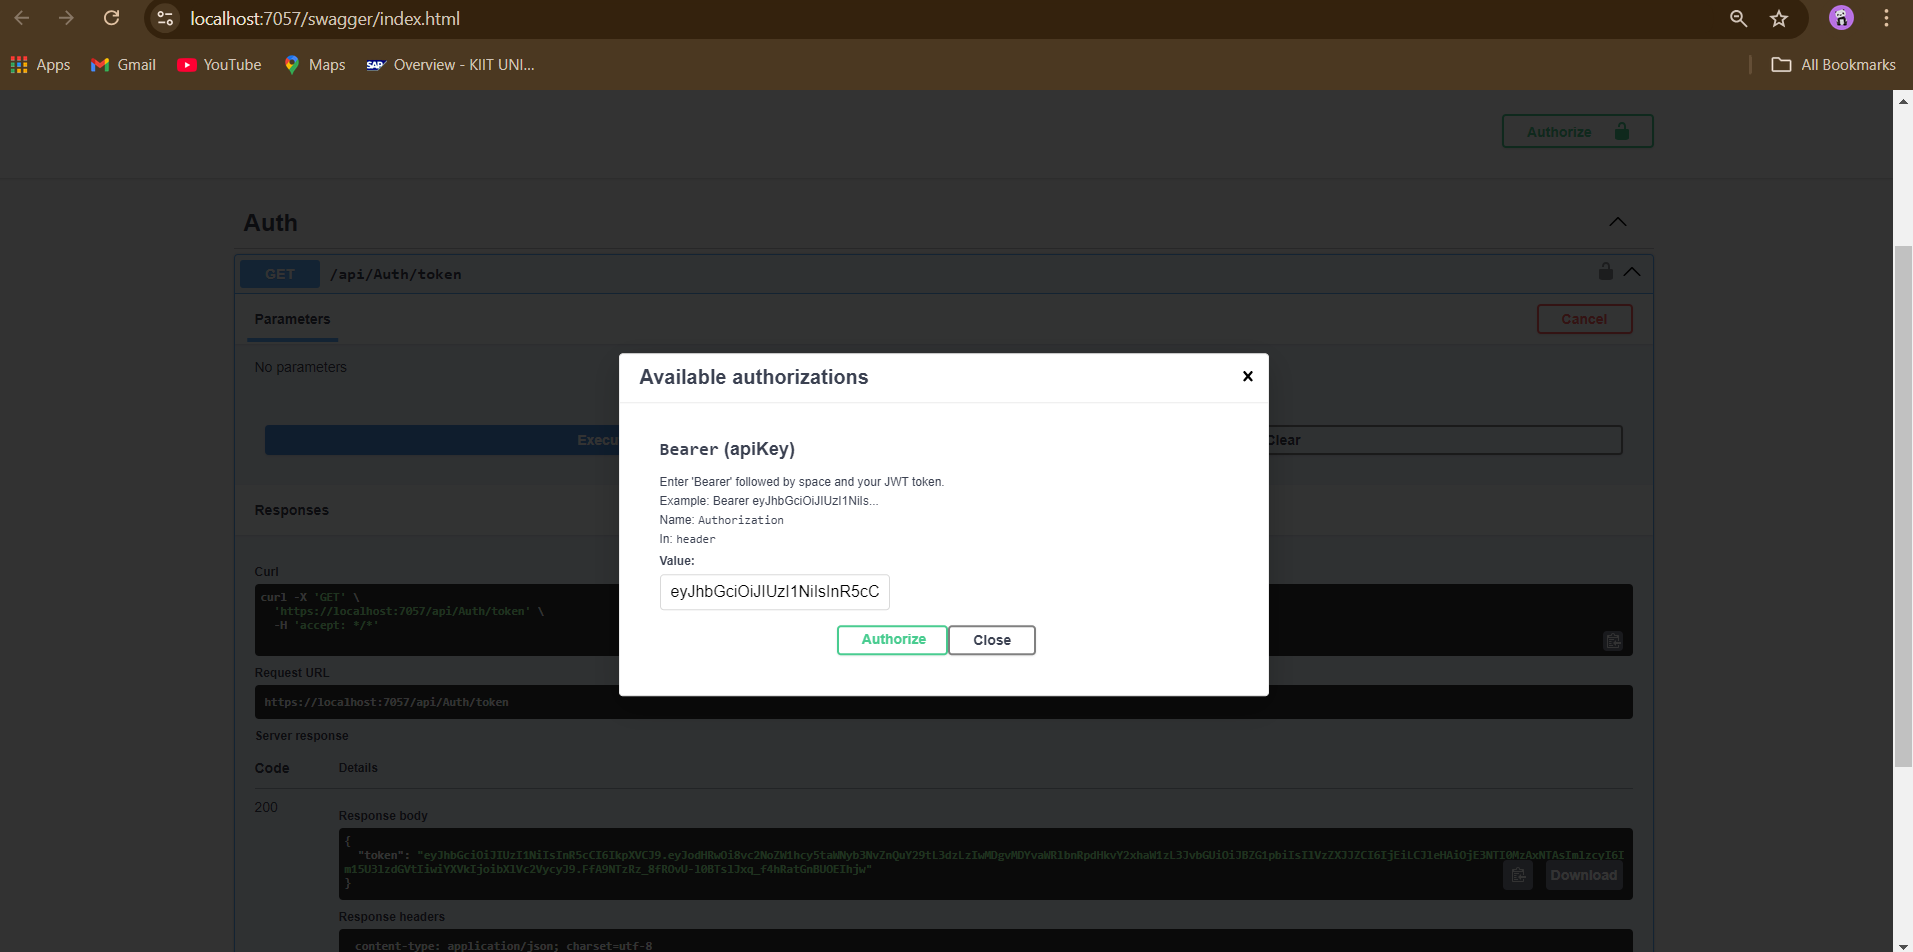 localhost:7057/swagger/index.html
Apps Gmail YouTube Maps SAP Overview - KIIT UNI... All Bookmarks
Authorize
Auth
GET /api/Auth/token
Parameters Cancel
No parameters
Available authorizations
Execu Clear
Bearer (apiKey)
Enter 'Bearer' followed by space and your JWT token.
Example: Bearer eyJhbGciOiJIUzI1NiIs...
Name: Authorization
In: header
Value:
eyJhbGciOiJIUzI1NiIsInR5cC
Authorize Close
Responses
Curl
curl -X 'GET' \
'https://localhost:7057/api/Auth/token' \
-H 'accept: */*'
Request URL
https://localhost:7057/api/Auth/token
Server response
Code Details
200
Response body
{
"token":
}
Download
Response headers
content-type: application/json; charset=utf-8